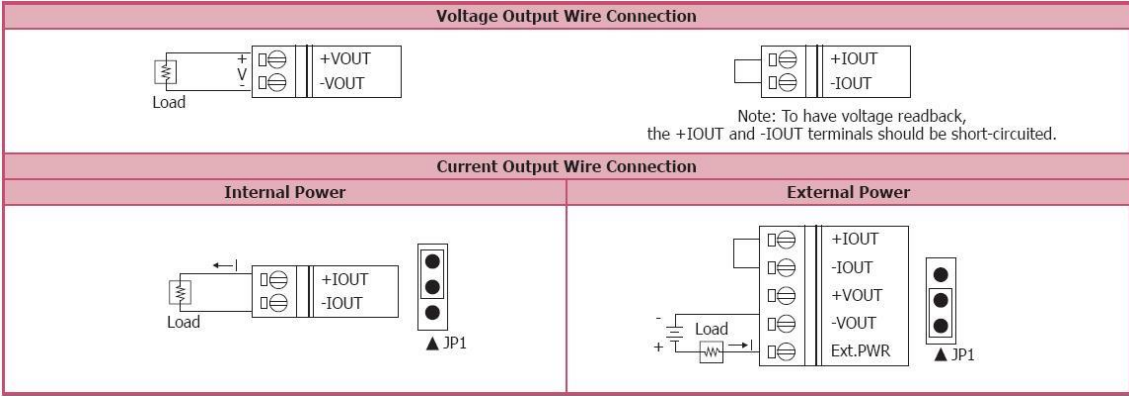 Voltage Output Wire Connection
+
V
-
Load
+VOUT
-VOUT
+IOUT
-IOUT
Note: To have voltage readback,
the +IOUT and -IOUT terminals should be short-circuited.
Current Output Wire Connection
Internal Power
External Power
I
Load
+IOUT
-IOUT
JP1
+IOUT
-IOUT
+VOUT
-VOUT
Ext.PWR
-
+
Load
I
JP1